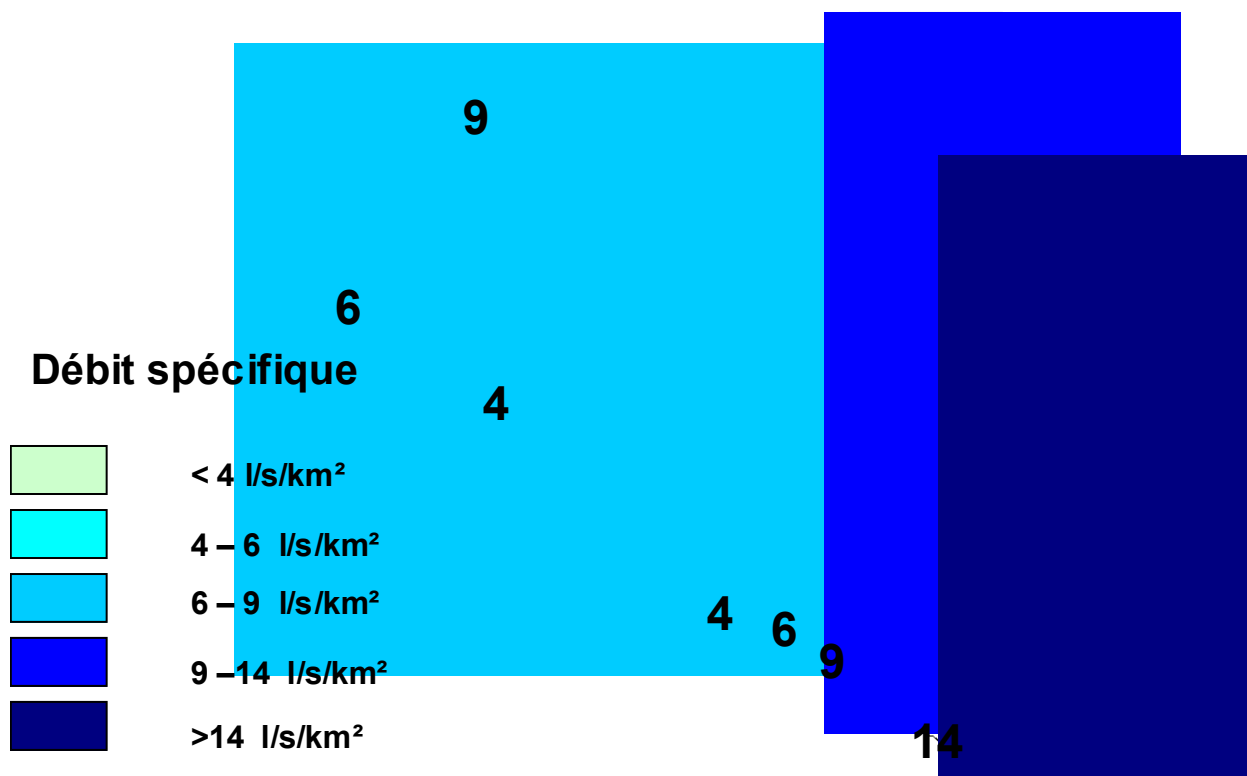 9
6
Débit spécifique
4
< 4 l/s/km²
4 – 6 l/s/km²
6 – 9 l/s/km²
4
6
9
9 –14 l/s/km²
>14 l/s/km²
14